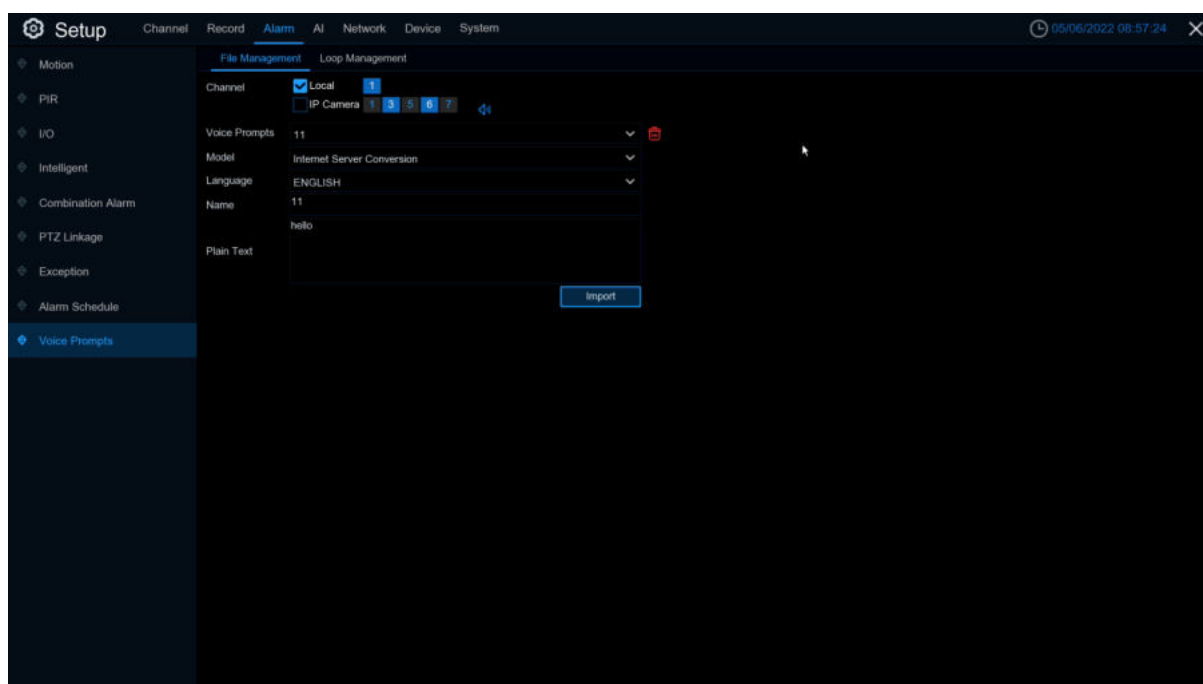 Setup Channel Record Alarm AI Network Device System 05/06/2022 08:57:24
File Management Loop Management
Motion
PIR
I/O
Intelligent
Combination Alarm
PTZ Linkage
Exception
Alarm Schedule
Voice Prompts
Channel Local 1
IP Camera 1 3 5 6 7
Voice Prompts 11
Model Internet Server Conversion
Language ENGLISH
Name 11
Plain Text hello
Import